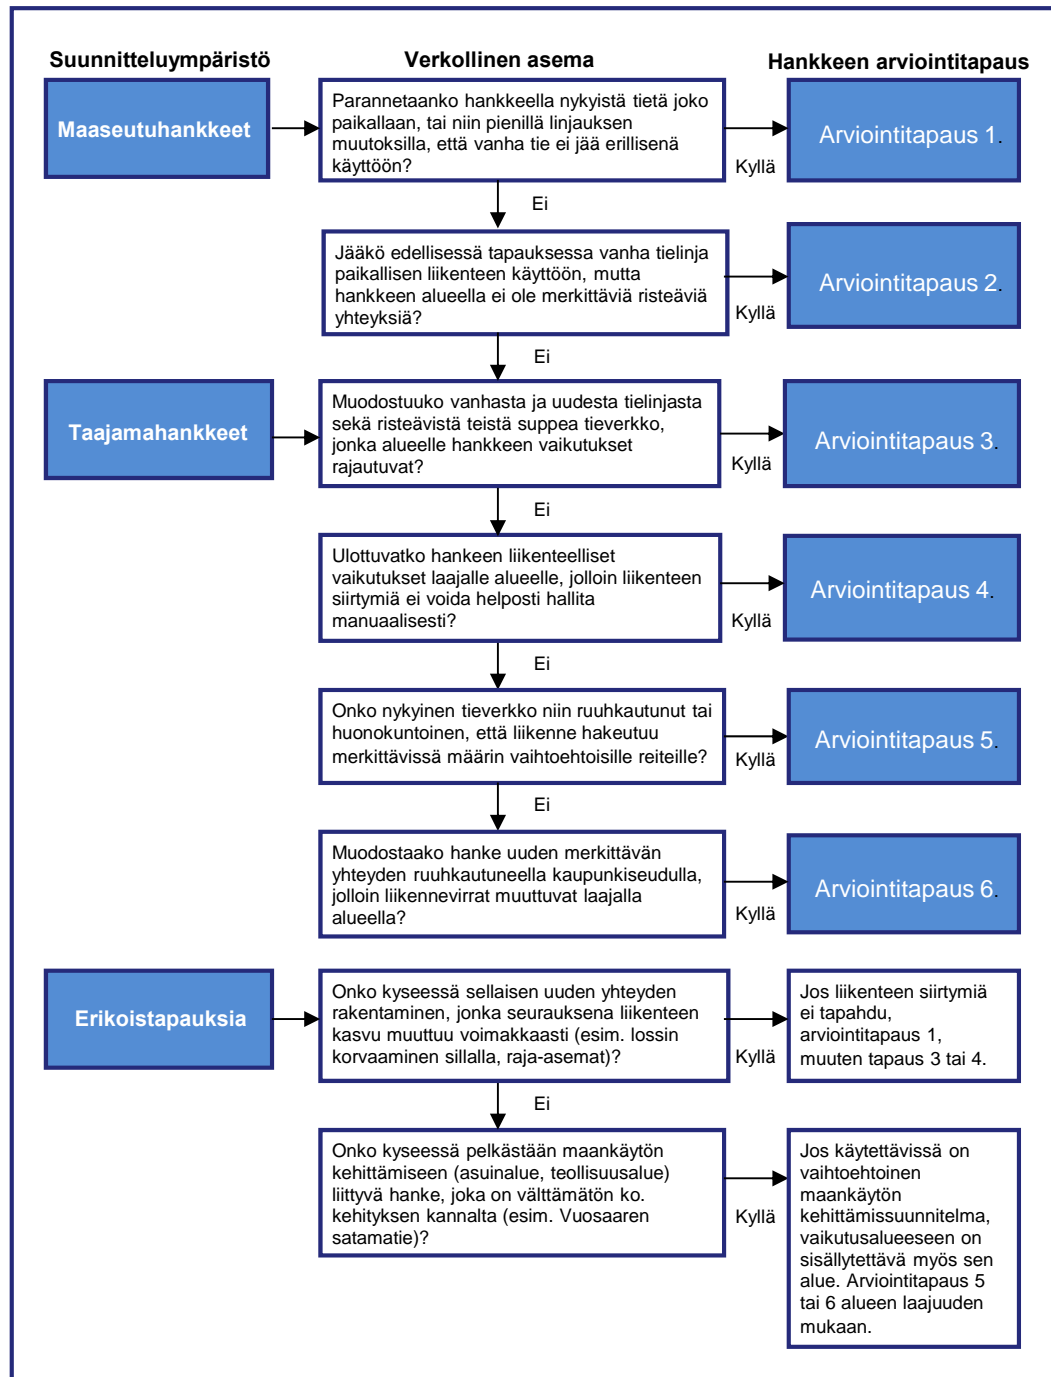 Suunnitteluympäristö
Verkollinen asema
Hankkeen arviointitapaus
Maaseutuhankkeet
Parannetaanko hankkeella nykyistä tietä joko
paikallaan, tai niin pienillä linjauksen
muutoksilla, että vanha tie ei jää erillisenä
käyttöön?
Kyllä
Arviointitapaus 1.
Ei
Jääkö edellisessä tapauksessa vanha tielinja
paikallisen liikenteen käyttöön, mutta
hankkeen alueella ei ole merkittäviä risteäviä
yhteyksiä?
Kyllä
Arviointitapaus 2.
Ei
Taajamahankkeet
Muodostuuko vanhasta ja uudesta tielinjasta
sekä risteävistä teistä suppea tieverkko,
jonka alueelle hankkeen vaikutukset
rajautuvat?
Kyllä
Arviointitapaus 3.
Ei
Ulottuvatko hankeen liikenteelliset
vaikutukset laajalle alueelle, jolloin liikenteen
siirtymiä ei voida helposti hallita
manuaalisesti?
Kyllä
Arviointitapaus 4.
Ei
Onko nykyinen tieverkko niin ruuhkautunut tai
huonokuntoinen, että liikenne hakeutuu
merkittävissä määrin vaihtoehtoisille reiteille?
Kyllä
Arviointitapaus 5.
Ei
Muodostaako hanke uuden merkittävän
yhteyden ruuhkautuneella kaupunkiseudulla,
jolloin liikennevirrat muuttuvat laajalla
alueella?
Kyllä
Arviointitapaus 6.
Erikoistapauksia
Onko kyseessä sellaisen uuden yhteyden
rakentaminen, jonka seurauksena liikenteen
kasvu muuttuu voimakkaasti (esim. lossin
korvaaminen sillalla, raja-asemat)?
Kyllä
Jos liikenteen siirtymiä
ei tapahdu,
arviointitapaus 1,
muuten tapaus 3 tai 4.
Ei
Onko kyseessä pelkästään maankäytön
kehittämiseen (asuinalue, teollisuusalue)
liittyvä hanke, joka on välttämätön ko.
kehityksen kannalta (esim. Vuosaaren
satamatie)?
Kyllä
Jos käytettävissä on
vaihtoehtoinen
maankäytön
kehittämissuunnitelma,
vaikutusalueeseen on
sisällytettävä myös sen
alue. Arviointitapaus 5
tai 6 alueen laajuuden
mukaan.